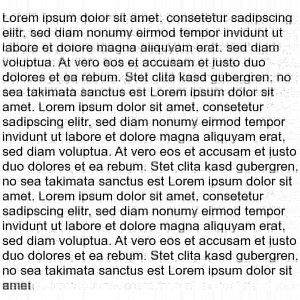 Lorem ipsum dolor sit amet, consetetur sadipscing
elitr, sed diam nonumy eirmod tempor invidunt ut
labore et dolore magna aliquyam erat, sed diam
voluptua. At vero eos et accusam et justo duo
dolores et ea rebum. Stet clita kasd gubergren, no
sea takimata sanctus est Lorem ipsum dolor sit
amet. Lorem ipsum dolor sit amet, consetetur
sadipscing elitr, sed diam nonumy eirmod tempor
invidunt ut labore et dolore magna aliquyam erat,
sed diam voluptua. At vero eos et accusam et justo
duo dolores et ea rebum. Stet clita kasd gubergren,
no sea takimata sanctus est Lorem ipsum dolor sit
amet. Lorem ipsum dolor sit amet, consetetur
sadipscing elitr, sed diam nonumy eirmod tempor
invidunt ut labore et dolore magna aliquyam erat,
sed diam voluptua. At vero eos et accusam et justo
duo dolores et ea rebum. Stet clita kasd gubergren,
no sea takimata sanctus est Lorem ipsum dolor sit
amet.